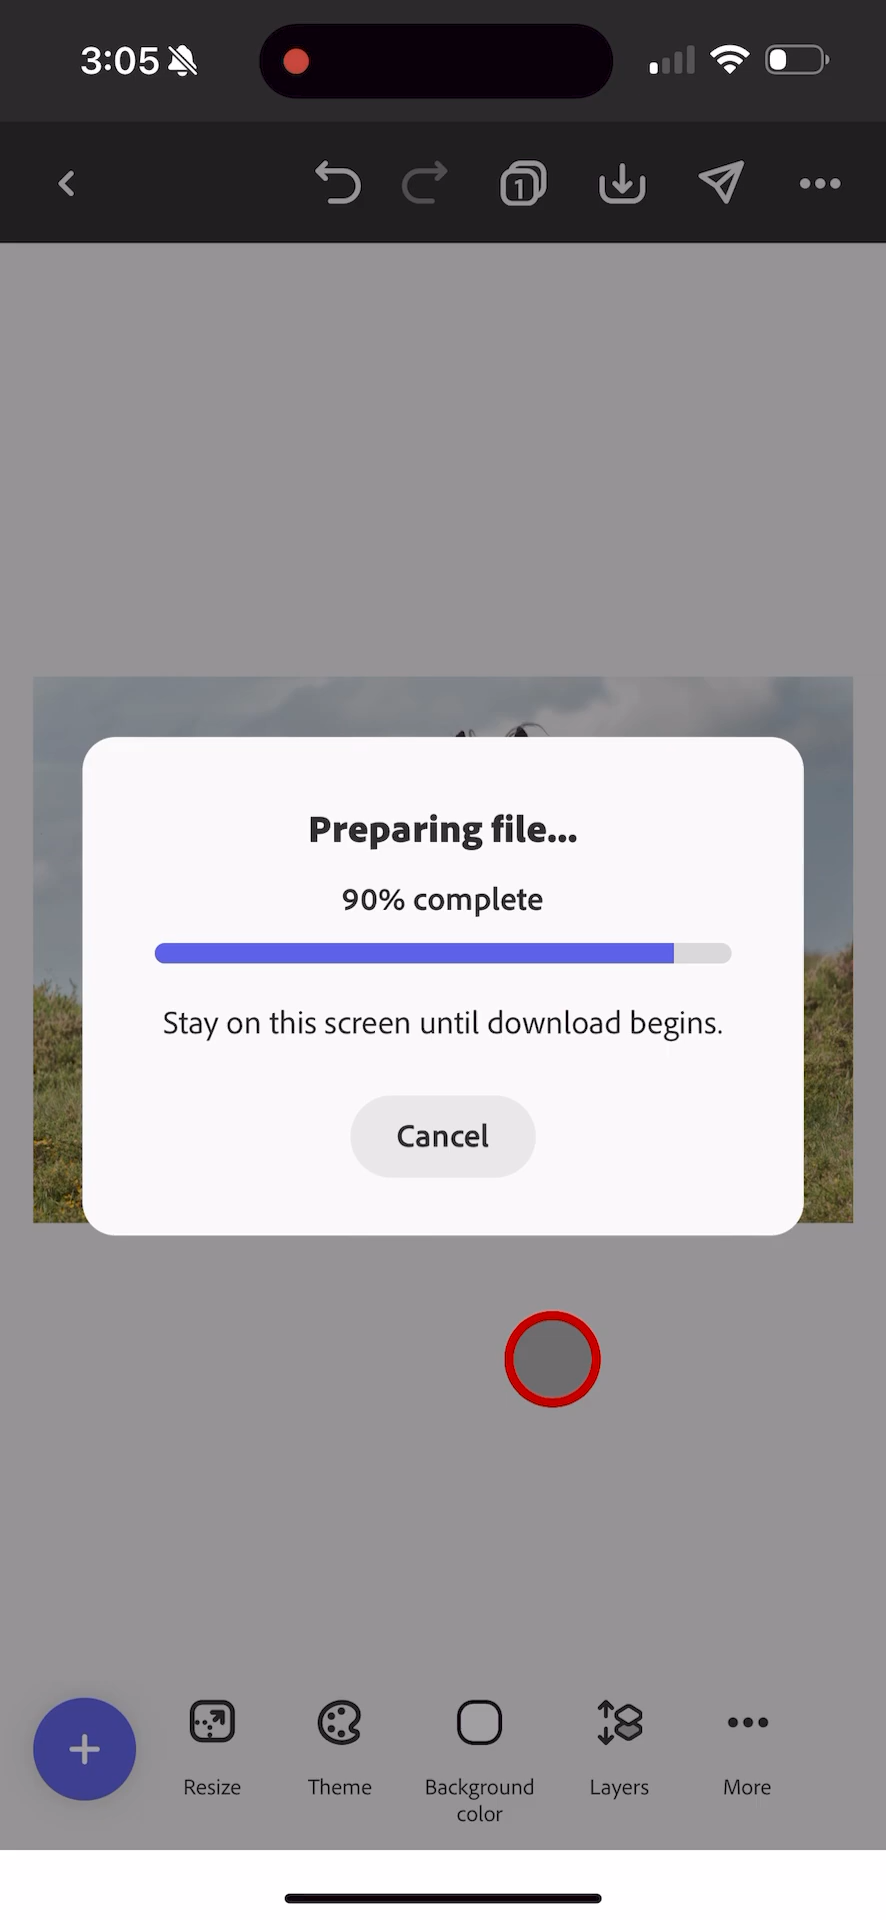 3:05
1
Preparing file...
90% complete
Stay on this screen until download begins.
Cancel
Resize
Theme
Background
color
Layers
More